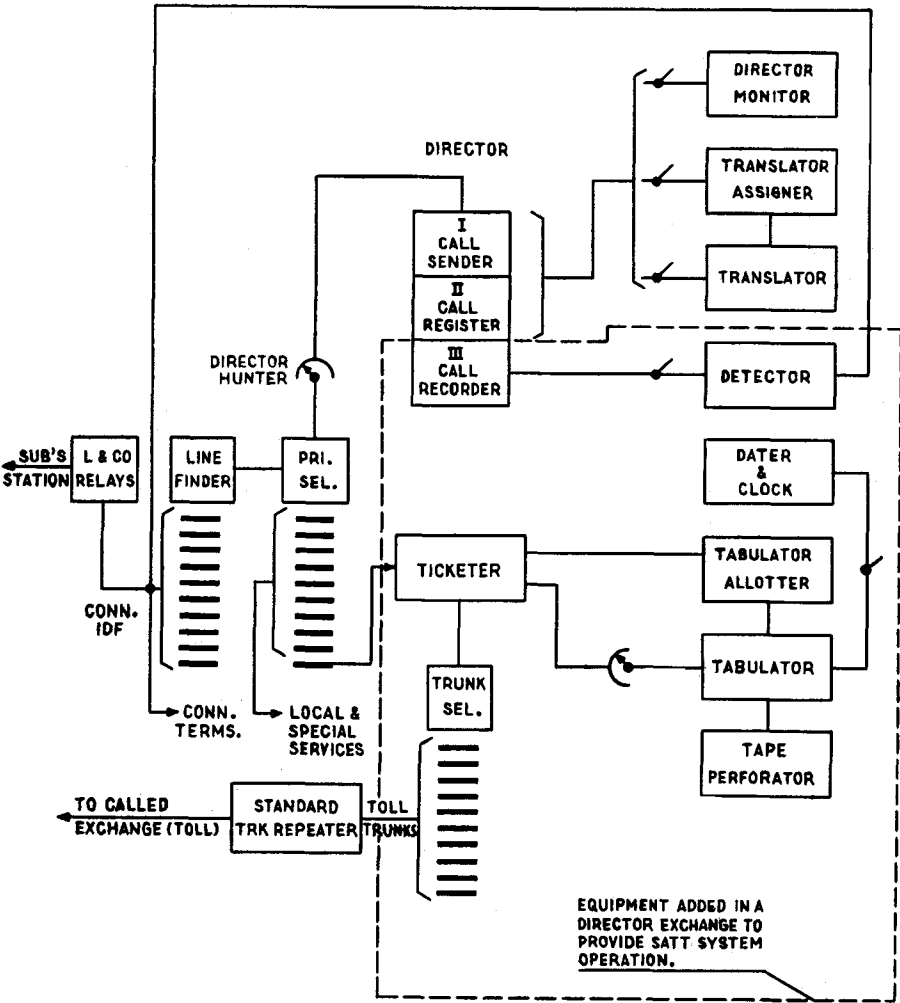 DIRECTOR
MONITOR
DIRECTOR
TRANSLATOR
ASSIGNER
I
CALL
SENDER
II
CALL
REGISTER
TRANSLATOR
III
CALL
RECORDER
DIRECTOR
HUNTER
DETECTOR
SUB'S
STATION
L & CO
RELAYS
LINE
FINDER
PRI.
SEL.
DATER
&
CLOCK
TICKETER
TABULATOR
ALLOTTER
CONN.
IDF
TABULATOR
TRUNK
SEL.
CONN.
TERMS.
LOCAL &
SPECIAL
SERVICES
TAPE
PERFORATOR
TO CALLED
EXCHANGE (TOLL)
STANDARD
TRK REPEATER
TOLL
TRUNKS
EQUIPMENT ADDED IN A
DIRECTOR EXCHANGE TO
PROVIDE SATT SYSTEM
OPERATION.